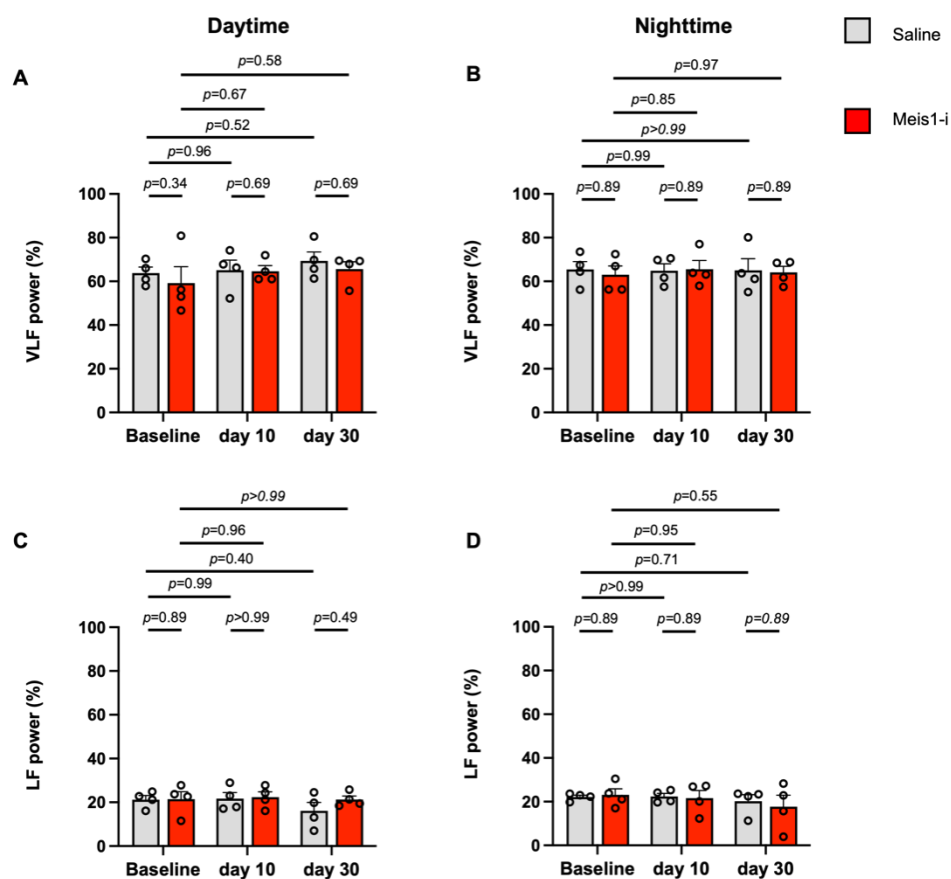 Daytime
Nighttime
Saline
Meis1-i
A
p=0.58
p=0.67
p=0.52
p=0.96
p=0.34
p=0.69
p=0.69
100
80
60
40
20
0
VLF power (%)
Baseline
day 10
day 30
B
p=0.97
p=0.85
p>0.99
p=0.99
p=0.89
p=0.89
p=0.89
100
80
60
40
20
0
VLF power (%)
Baseline
day 10
day 30
C
p>0.99
p=0.96
p=0.40
p=0.99
p=0.89
p>0.99
p=0.49
100
80
60
40
20
0
LF power (%)
Baseline
day 10
day 30
D
p=0.55
p=0.95
p=0.71
p>0.99
p=0.89
p=0.89
p=0.89
100
80
60
40
20
0
LF power (%)
Baseline
day 10
day 30